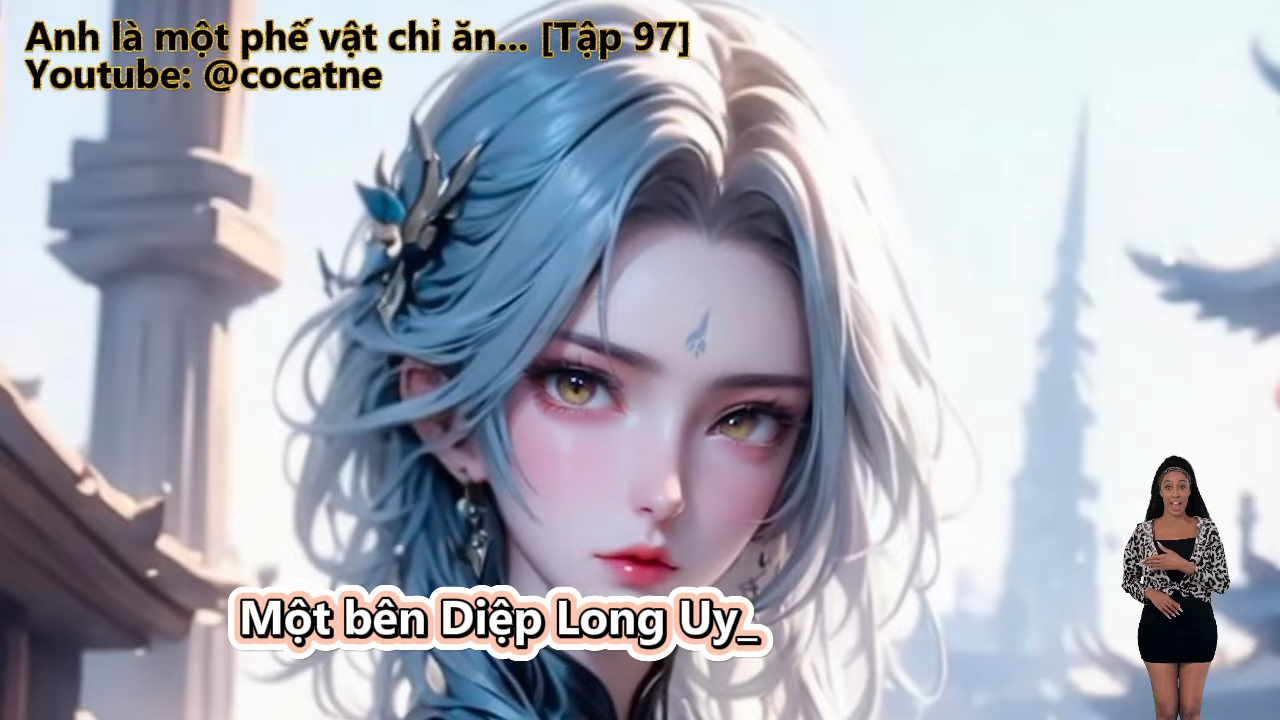 Anh là một phế vật chỉ ăn... [Tập 97]
Youtube: @cocatne
Một bên Diệp Long Uy_